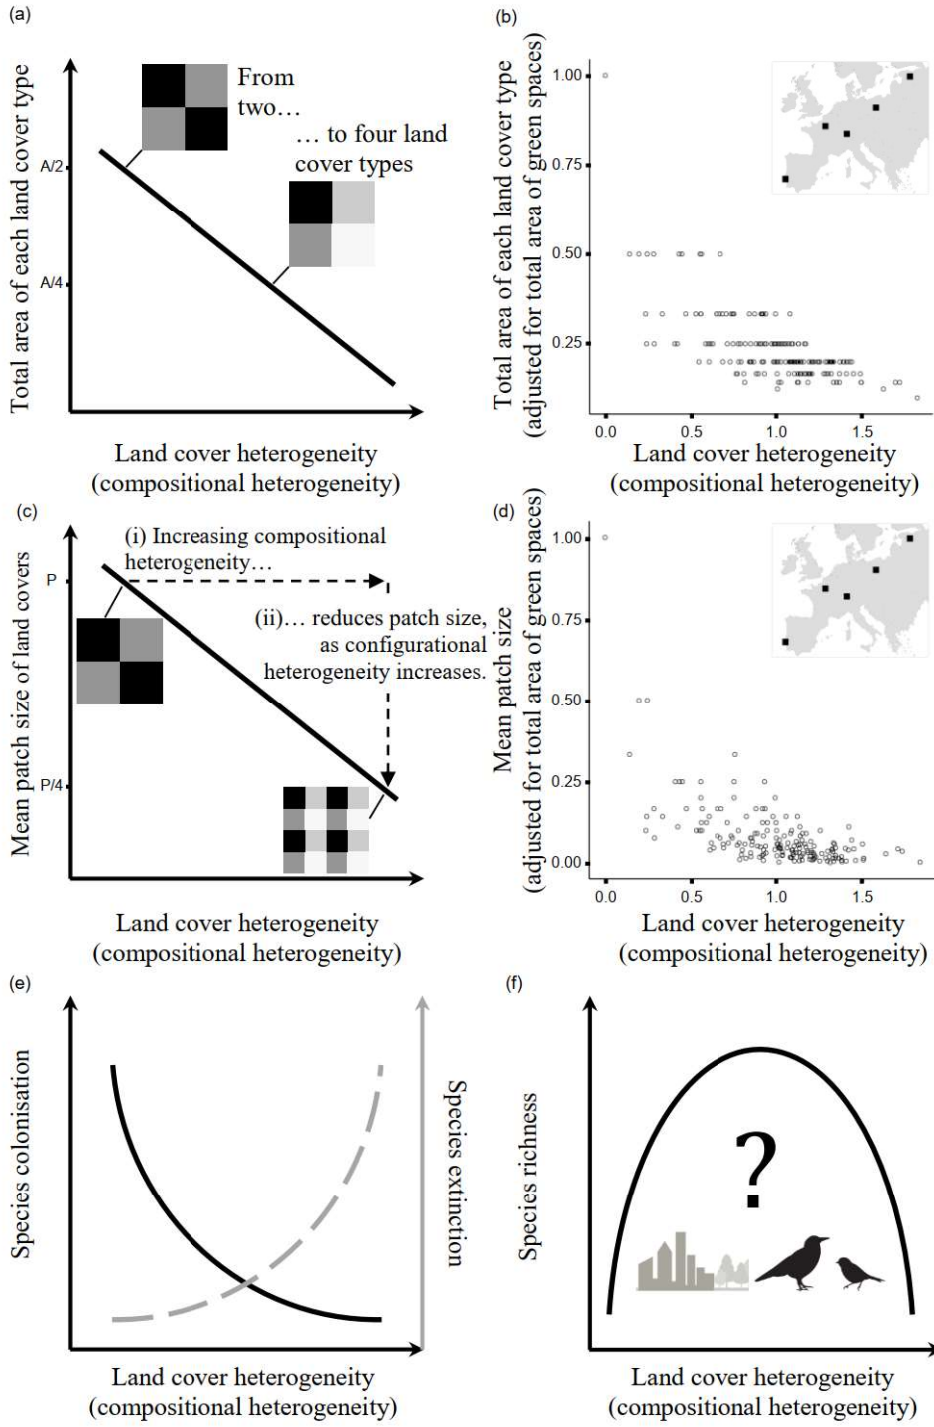 (a)
Total area of each land cover type
A/2
A/4
From
two…
… to four land
cover types
Land cover heterogeneity
(compositional heterogeneity)
(b)
Total area of each land cover type
(adjusted for total area of green spaces)
1.00
0.75
0.50
0.25
0.0
0.5
1.0
1.5
Land cover heterogeneity
(compositional heterogeneity)
(c)
Mean patch size of land covers
P
P/4
(i) Increasing compositional
heterogeneity…
(ii)… reduces patch size,
as configurational
heterogeneity increases.
Land cover heterogeneity
(compositional heterogeneity)
(d)
Mean patch size
(adjusted for total area of green spaces)
1.00
0.75
0.50
0.25
0.00
0.0
0.5
1.0
1.5
Land cover heterogeneity
(compositional heterogeneity)
(e)
Species colonisation
Species extinction
Land cover heterogeneity
(compositional heterogeneity)
(f)
Species richness
?
Land cover heterogeneity
(compositional heterogeneity)